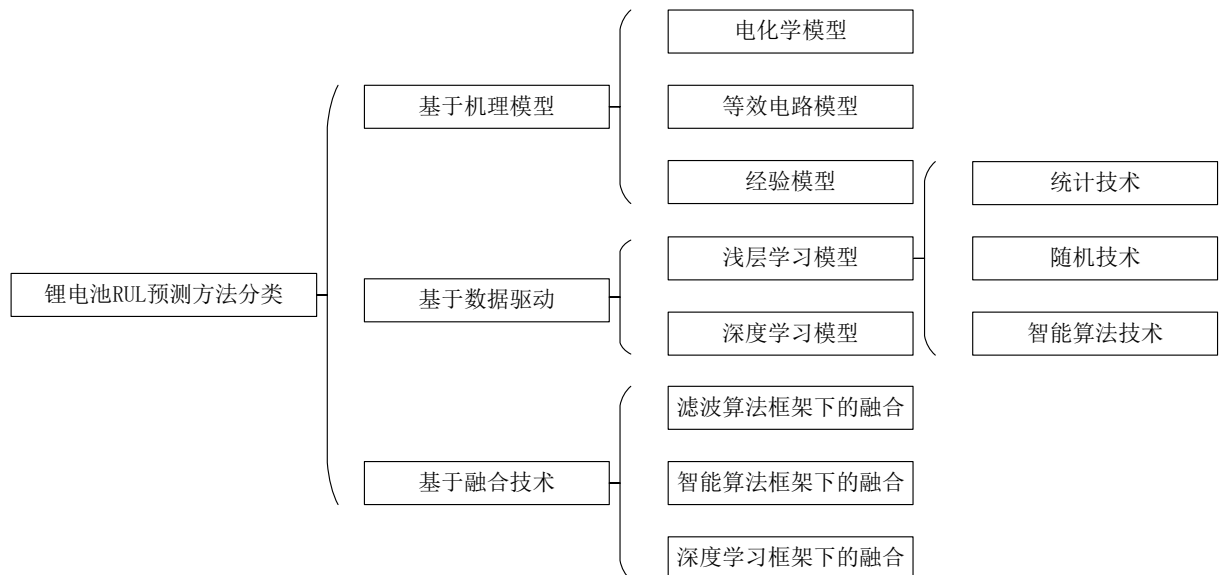 锂电池RUL预测方法分类
基于机理模型
电化学模型
等效电路模型
经验模型
基于数据驱动
浅层学习模型
统计技术
随机技术
智能算法技术
深度学习模型
基于融合技术
滤波算法框架下的融合
智能算法框架下的融合
深度学习框架下的融合